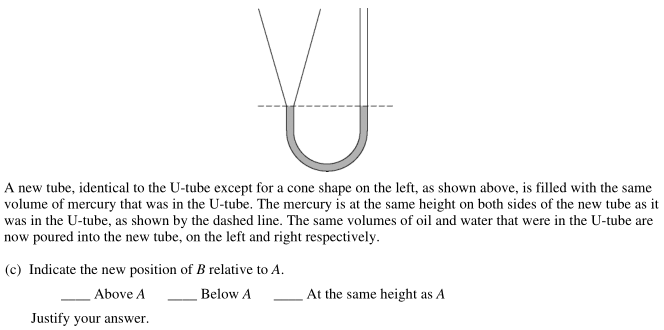 A new tube, identical to the U-tube except for a cone shape on the left, as shown above, is filled with the same
volume of mercury that was in the U-tube. The mercury is at the same height on both sides of the new tube as it
was in the U-tube, as shown by the dashed line. The same volumes of oil and water that were in the U-tube are
now poured into the new tube, on the left and right respectively.
(c) Indicate the new position of B relative to A.
____ Above A ____ Below A ____ At the same height as A
Justify your answer.